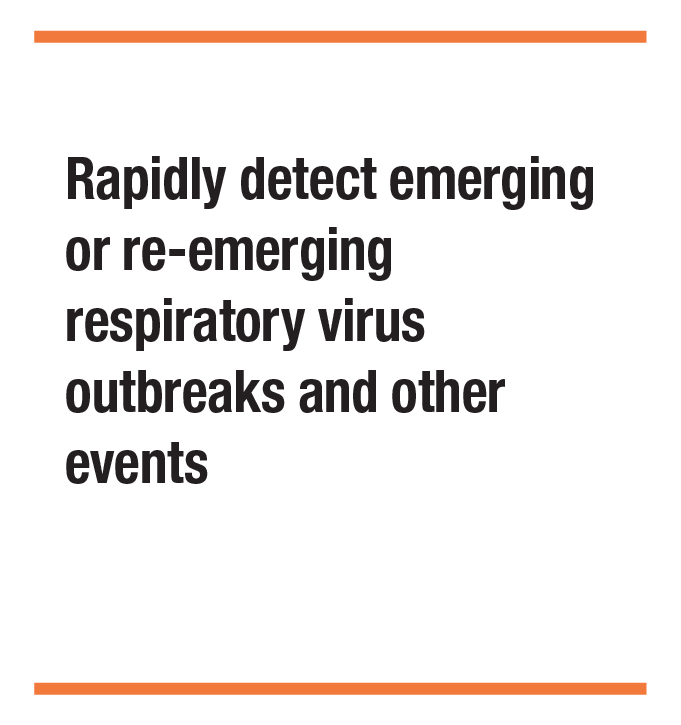 Rapidly detect emerging
or re-emerging
respiratory virus
outbreaks and other
events